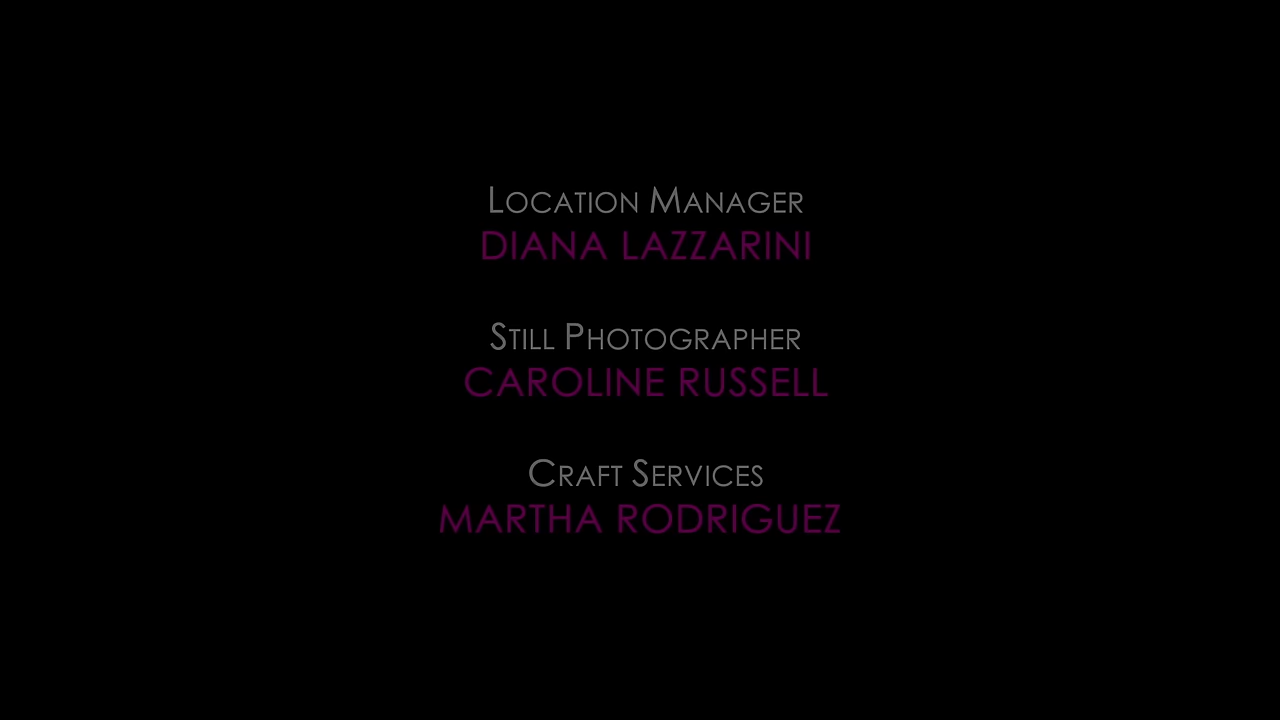 Location Manager
DIANA LAZZARINI
Still Photographer
CAROLINE RUSSELL
Craft Services
MARTHA RODRIGUEZ